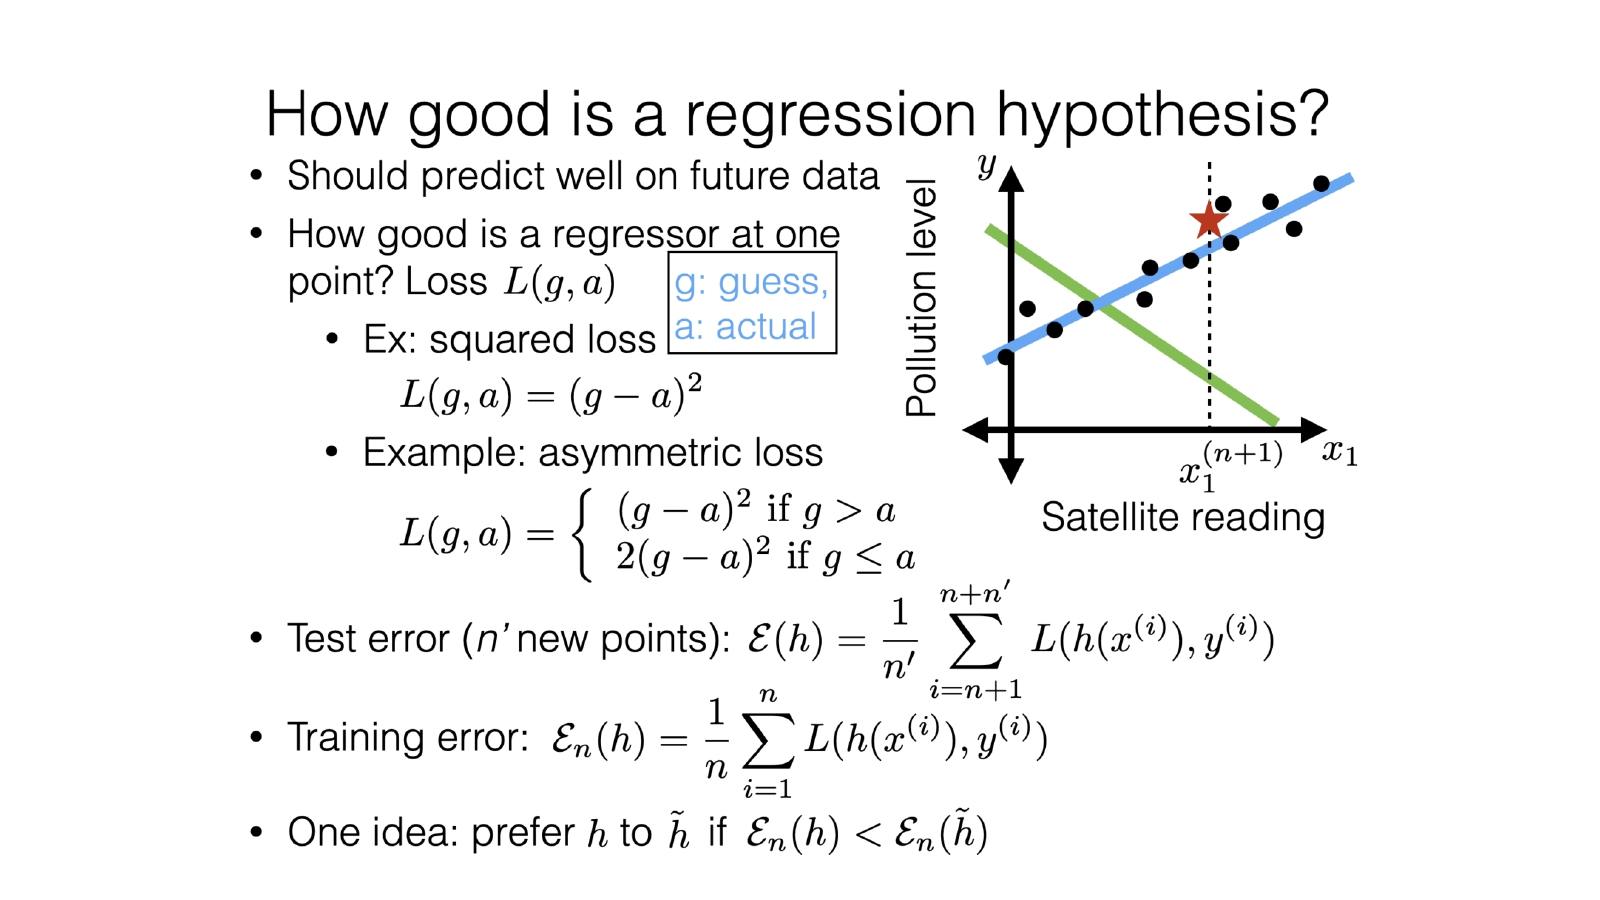 How good is a regression hypothesis?
• Should predict well on future data
• How good is a regressor at one
point? Loss L(g, a)
g: guess,
a: actual
• Ex: squared loss
L(g, a) = (g − a)²
• Example: asymmetric loss
L(g, a) = { (g − a)² if g > a
2(g − a)² if g ≤ a
y
Pollution level
x₁^(n+1)
x₁
Satellite reading
• Test error (n' new points): ℰ(h) = 1/n' ∑_{i=n+1}^{n+n'} L(h(x^(i)), y^(i))
• Training error: ℰₙ(h) = 1/n ∑_{i=1}^{n} L(h(x^(i)), y^(i))
• One idea: prefer h to h̃ if ℰₙ(h) < ℰₙ(h̃)